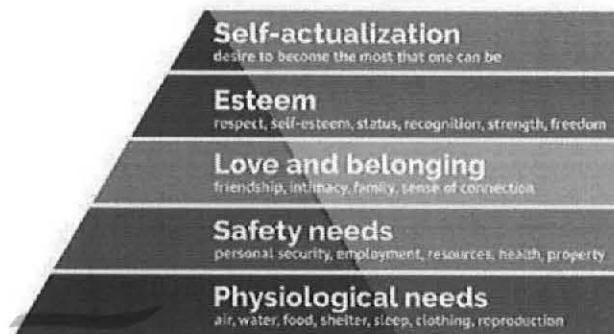 Self-actualization
desire to become the most that one can be
Esteem
respect, self-esteem, status, recognition, strength, freedom
Love and belonging
friendship, intimacy, family, sense of connection
Safety needs
personal security, employment, resources, health, property
Physiological needs
air, water, food, shelter, sleep, clothing, reproduction